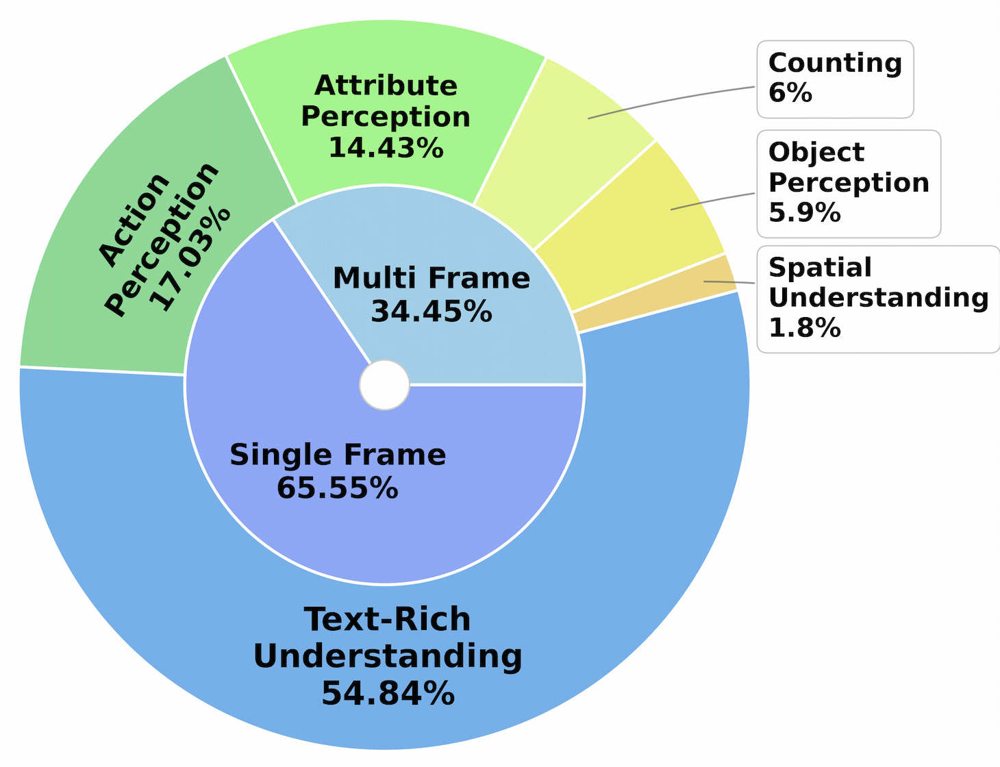 Attribute
Perception
14.43%
Counting
6%
Object
Perception
5.9%
Spatial
Understanding
1.8%
Action
Perception
17.03%
Multi Frame
34.45%
Single Frame
65.55%
Text-Rich
Understanding
54.84%